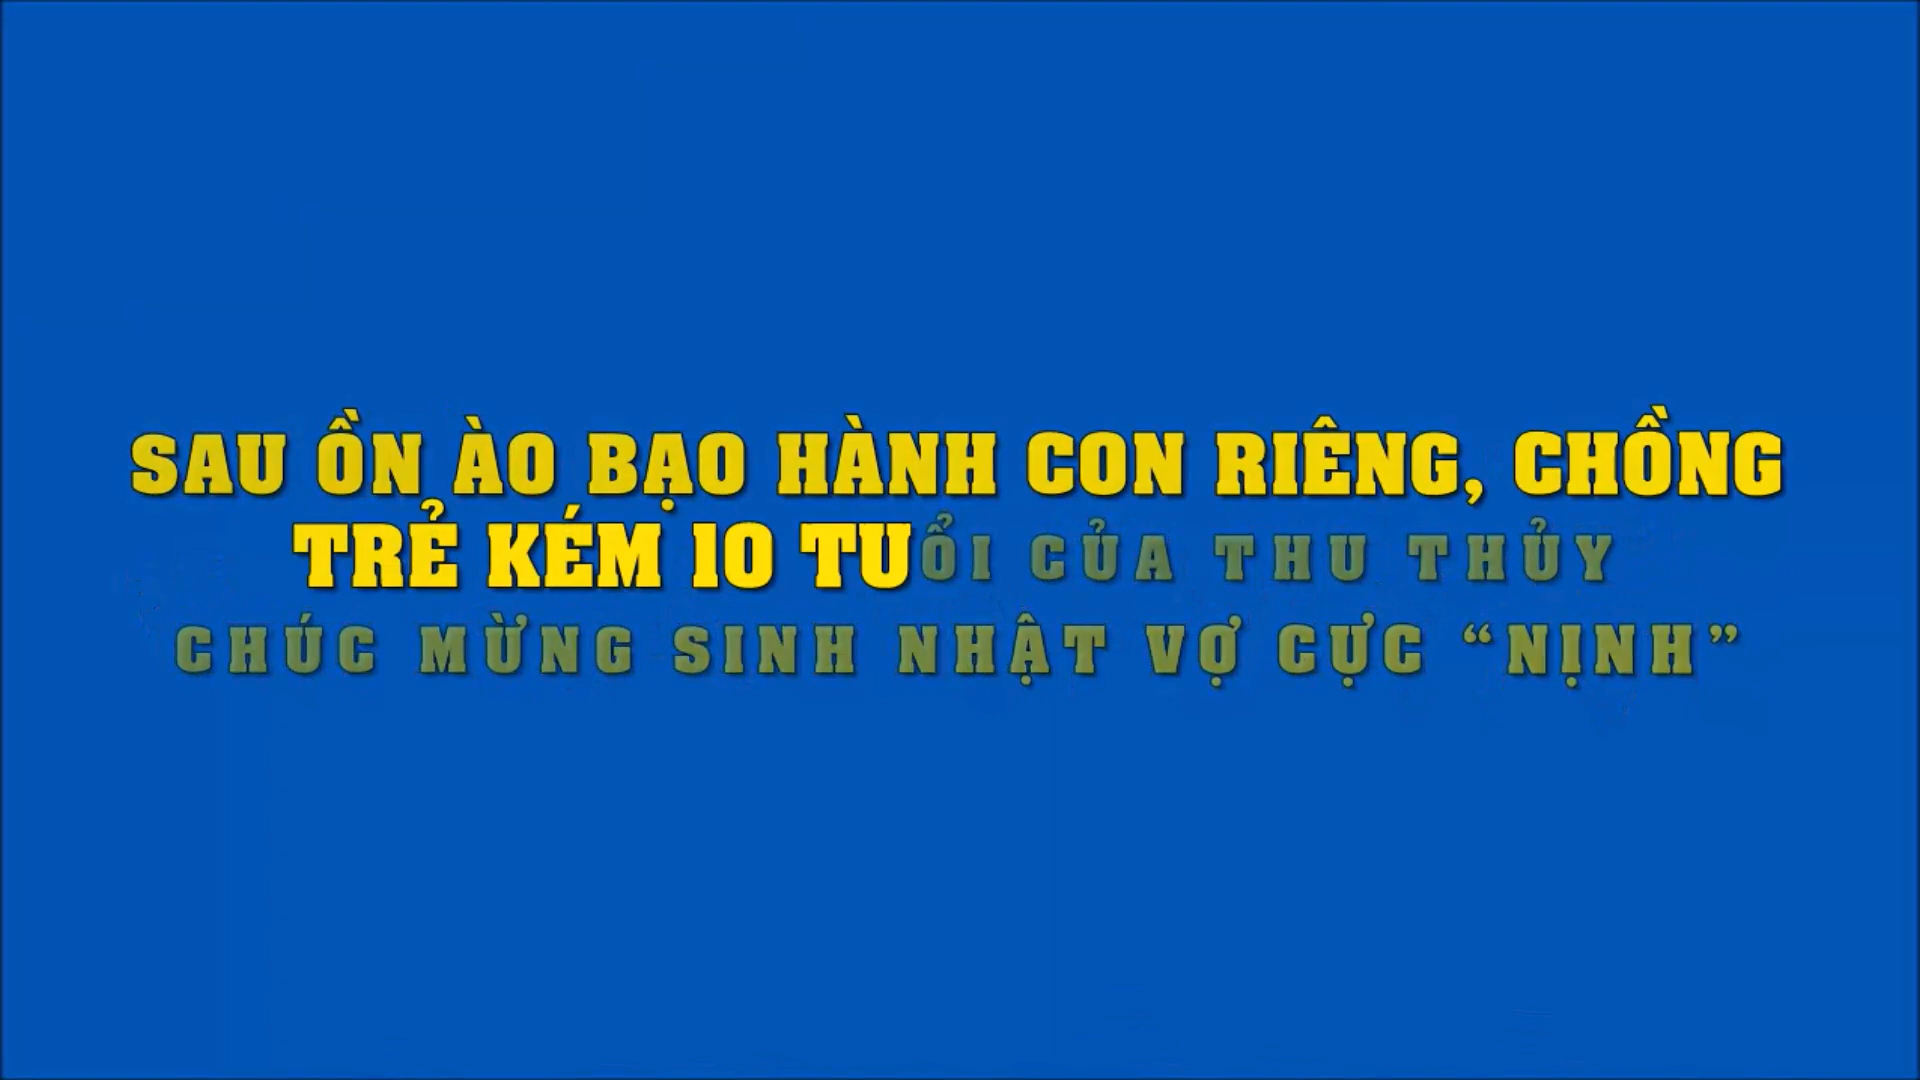 SAU ỒN ÀO BẠO HÀNH CON RIÊNG, CHỒNG
TRẺ KÉM 10 TUỔI CỦA THU THỦY
CHÚC MỪNG SINH NHẬT VỢ CỰC “NỊNH”